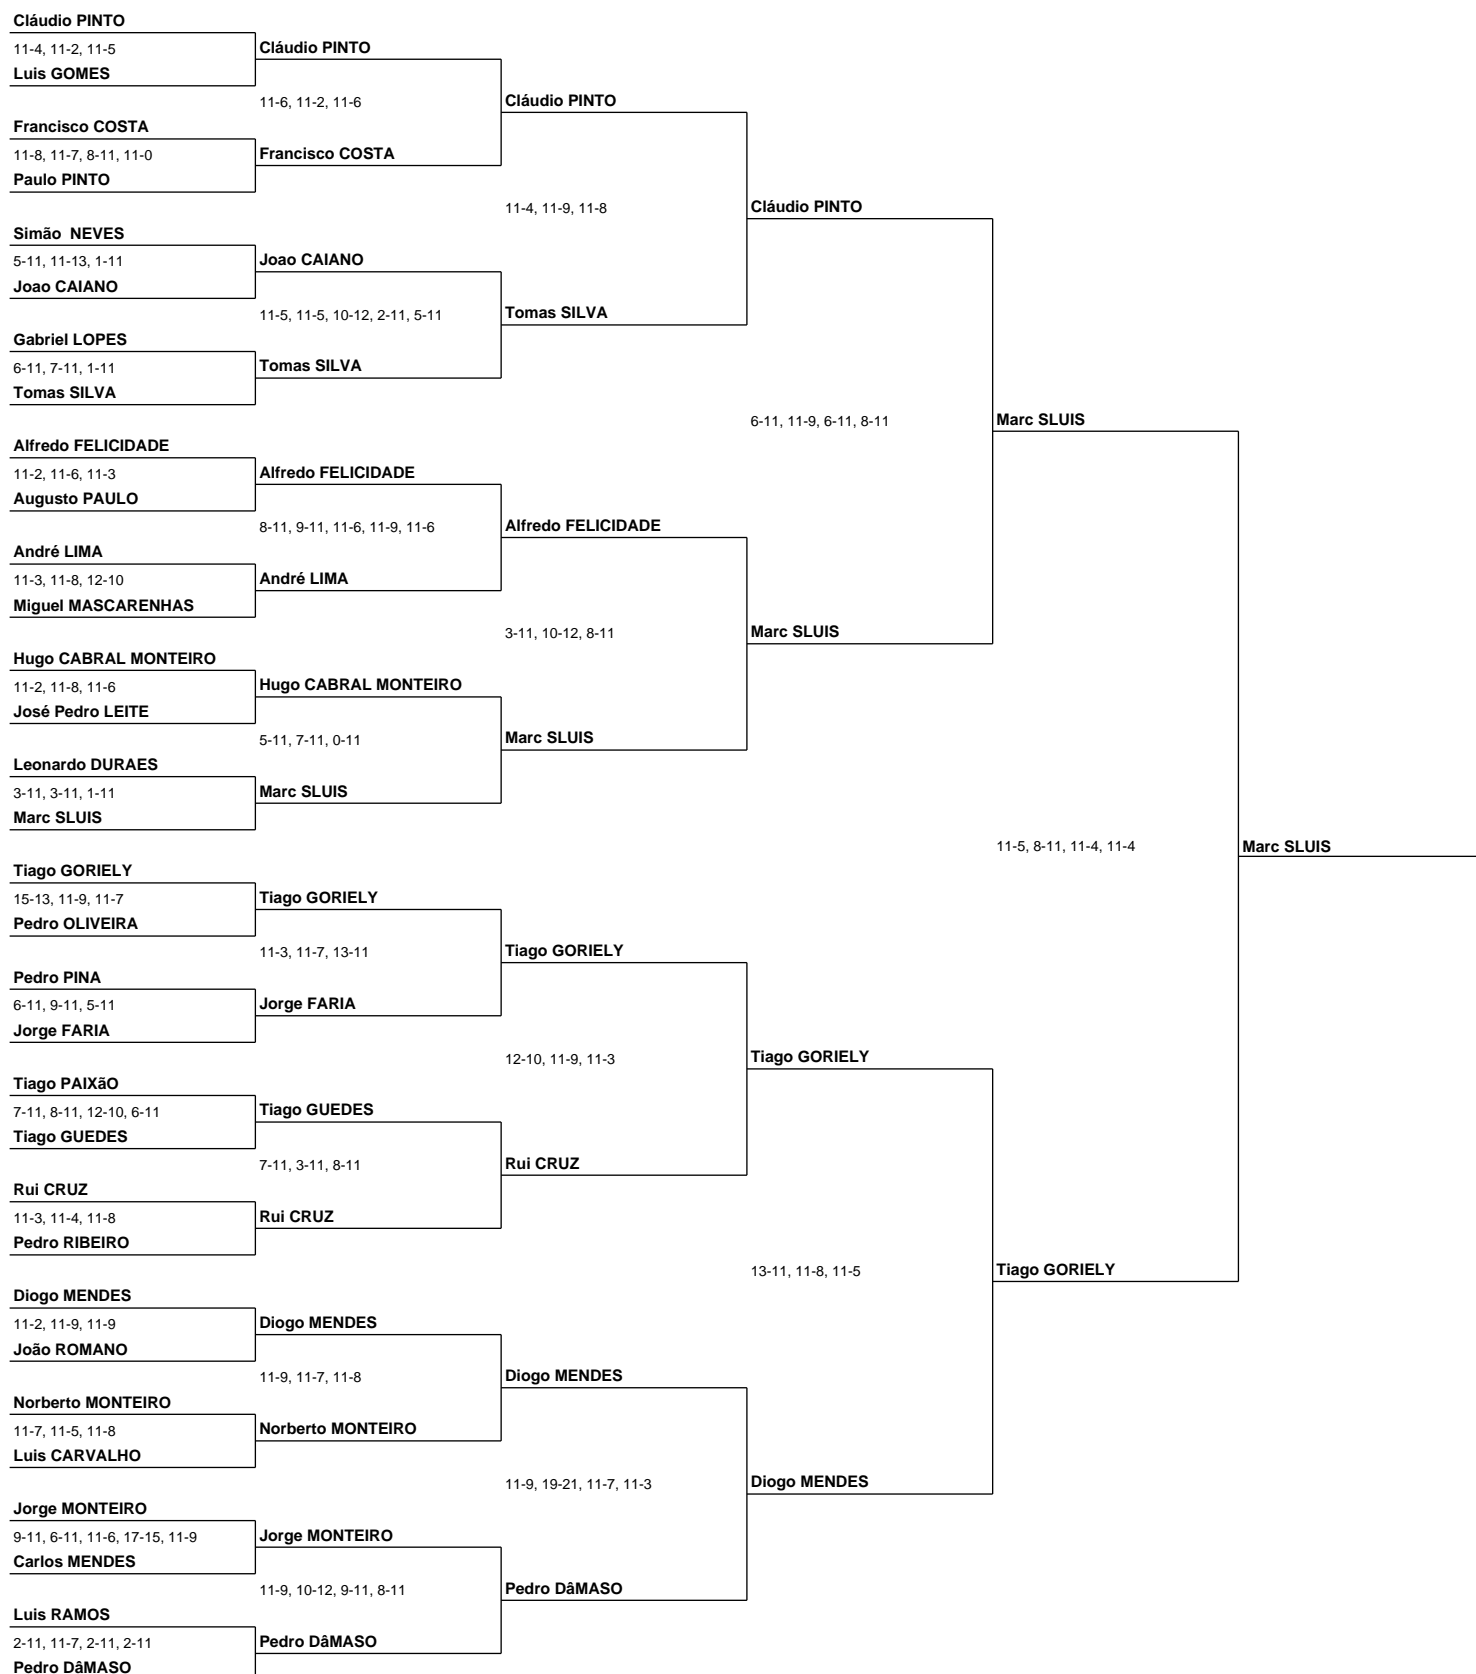 Cláudio PINTO
11-4, 11-2, 11-5
Cláudio PINTO
Luis GOMES
11-6, 11-2, 11-6
Cláudio PINTO
Francisco COSTA
11-8, 11-7, 8-11, 11-0
Francisco COSTA
Paulo PINTO
11-4, 11-9, 11-8
Cláudio PINTO
Simão  NEVES
5-11, 11-13, 1-11
Joao CAIANO
Joao CAIANO
11-5, 11-5, 10-12, 2-11, 5-11
Tomas SILVA
Gabriel LOPES
6-11, 7-11, 1-11
Tomas SILVA
Tomas SILVA
6-11, 11-9, 6-11, 8-11
Marc SLUIS
Alfredo FELICIDADE
11-2, 11-6, 11-3
Alfredo FELICIDADE
Augusto PAULO
8-11, 9-11, 11-6, 11-9, 11-6
Alfredo FELICIDADE
André LIMA
11-3, 11-8, 12-10
André LIMA
Miguel MASCARENHAS
3-11, 10-12, 8-11
Marc SLUIS
Hugo CABRAL MONTEIRO
11-2, 11-8, 11-6
Hugo CABRAL MONTEIRO
José Pedro LEITE
5-11, 7-11, 0-11
Marc SLUIS
Leonardo DURAES
3-11, 3-11, 1-11
Marc SLUIS
Marc SLUIS
11-5, 8-11, 11-4, 11-4
Marc SLUIS
Tiago GORIELY
15-13, 11-9, 11-7
Tiago GORIELY
Pedro OLIVEIRA
11-3, 11-7, 13-11
Tiago GORIELY
Pedro PINA
6-11, 9-11, 5-11
Jorge FARIA
Jorge FARIA
12-10, 11-9, 11-3
Tiago GORIELY
Tiago PAIXãO
7-11, 8-11, 12-10, 6-11
Tiago GUEDES
Tiago GUEDES
7-11, 3-11, 8-11
Rui CRUZ
Rui CRUZ
11-3, 11-4, 11-8
Rui CRUZ
Pedro RIBEIRO
13-11, 11-8, 11-5
Tiago GORIELY
Diogo MENDES
11-2, 11-9, 11-9
Diogo MENDES
João ROMANO
11-9, 11-7, 11-8
Diogo MENDES
Norberto MONTEIRO
11-7, 11-5, 11-8
Norberto MONTEIRO
Luis CARVALHO
11-9, 19-21, 11-7, 11-3
Diogo MENDES
Jorge MONTEIRO
9-11, 6-11, 11-6, 17-15, 11-9
Jorge MONTEIRO
Carlos MENDES
11-9, 10-12, 9-11, 8-11
Pedro DâMASO
Luis RAMOS
2-11, 11-7, 2-11, 2-11
Pedro DâMASO
Pedro DâMASO